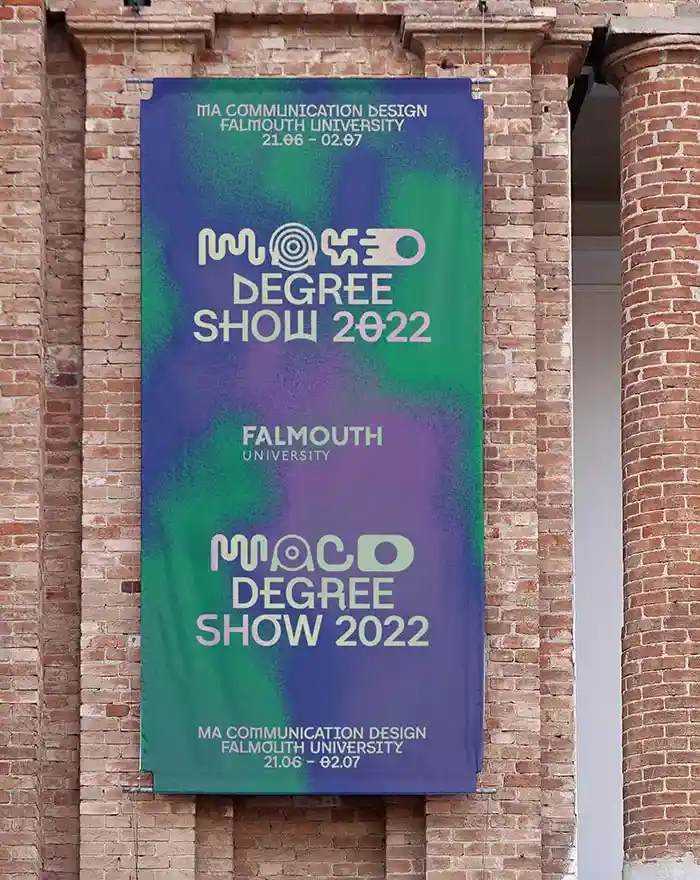 MA COMMUNICATION DESIGN
FALMOUTH UNIVERSITY
21.06 – 02.07
MACD
DEGREE
SHOW 2022
FALMOUTH
UNIVERSITY
MACD
DEGREE
SHOW 2022
MA COMMUNICATION DESIGN
FALMOUTH UNIVERSITY
21.06 – 02.07